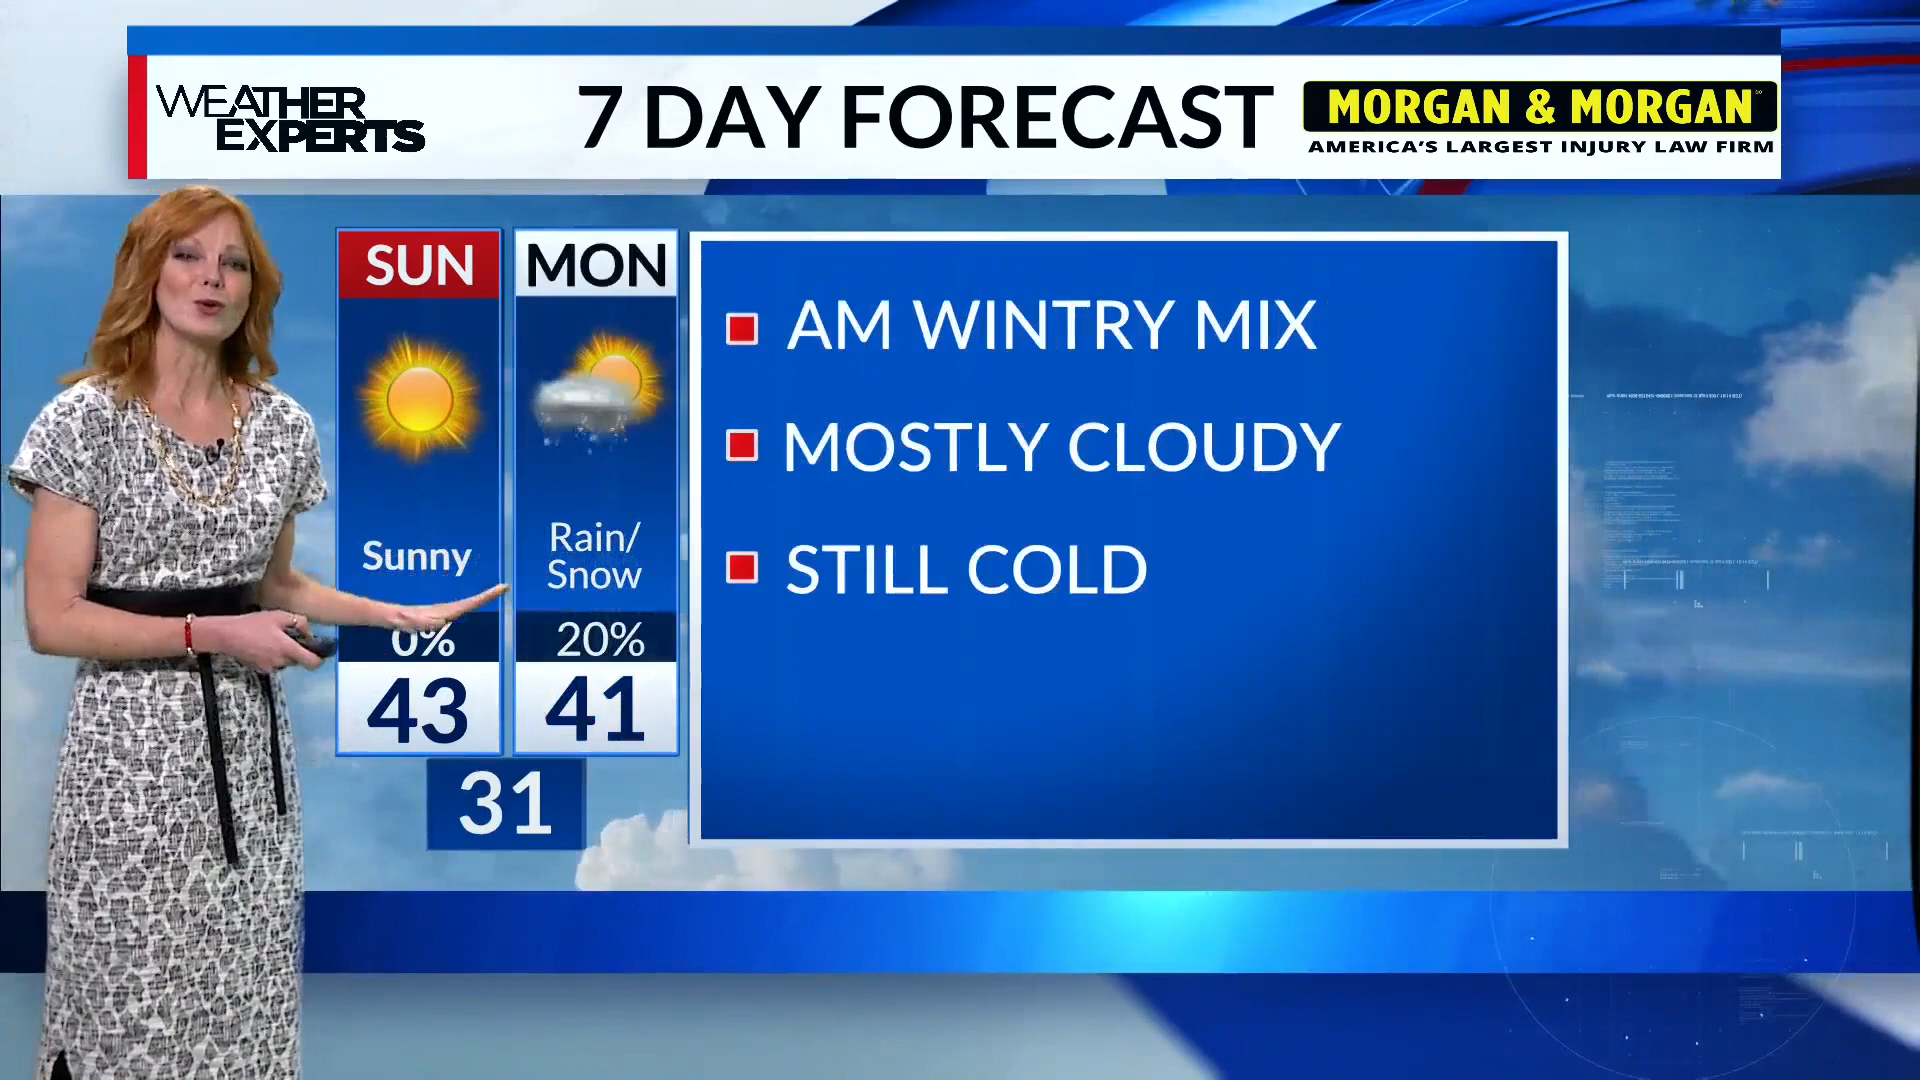 WEATHER
EXPERTS
7 DAY FORECAST
MORGAN & MORGAN
AMERICA'S LARGEST INJURY LAW FIRM
SUN
Sunny
0%
43
MON
Rain/
Snow
20%
41
31
AM WINTRY MIX
MOSTLY CLOUDY
STILL COLD